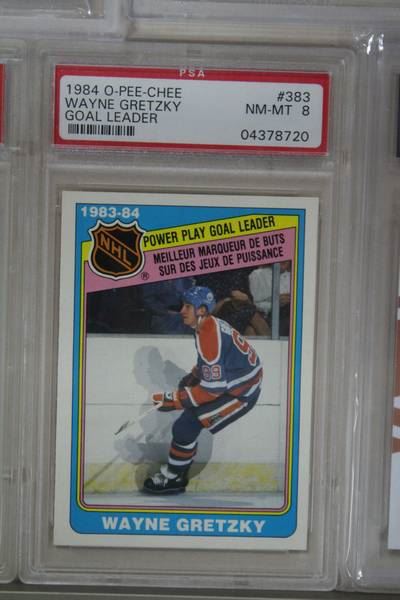 PSA
1984 O-PEE-CHEE #383
WAYNE GRETZKY NM-MT 8
GOAL LEADER
04378720
1983-84
NHL
®
POWER PLAY GOAL LEADER
MEILLEUR MARQUEUR DE BUTS
SUR DES JEUX DE PUISSANCE
99
WAYNE GRETZKY